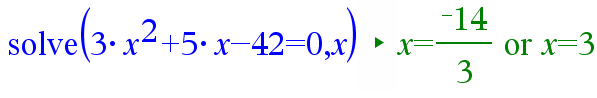 solve(3·x²+5·x−42=0,x) ▸ x=⁻14/3 or x=3